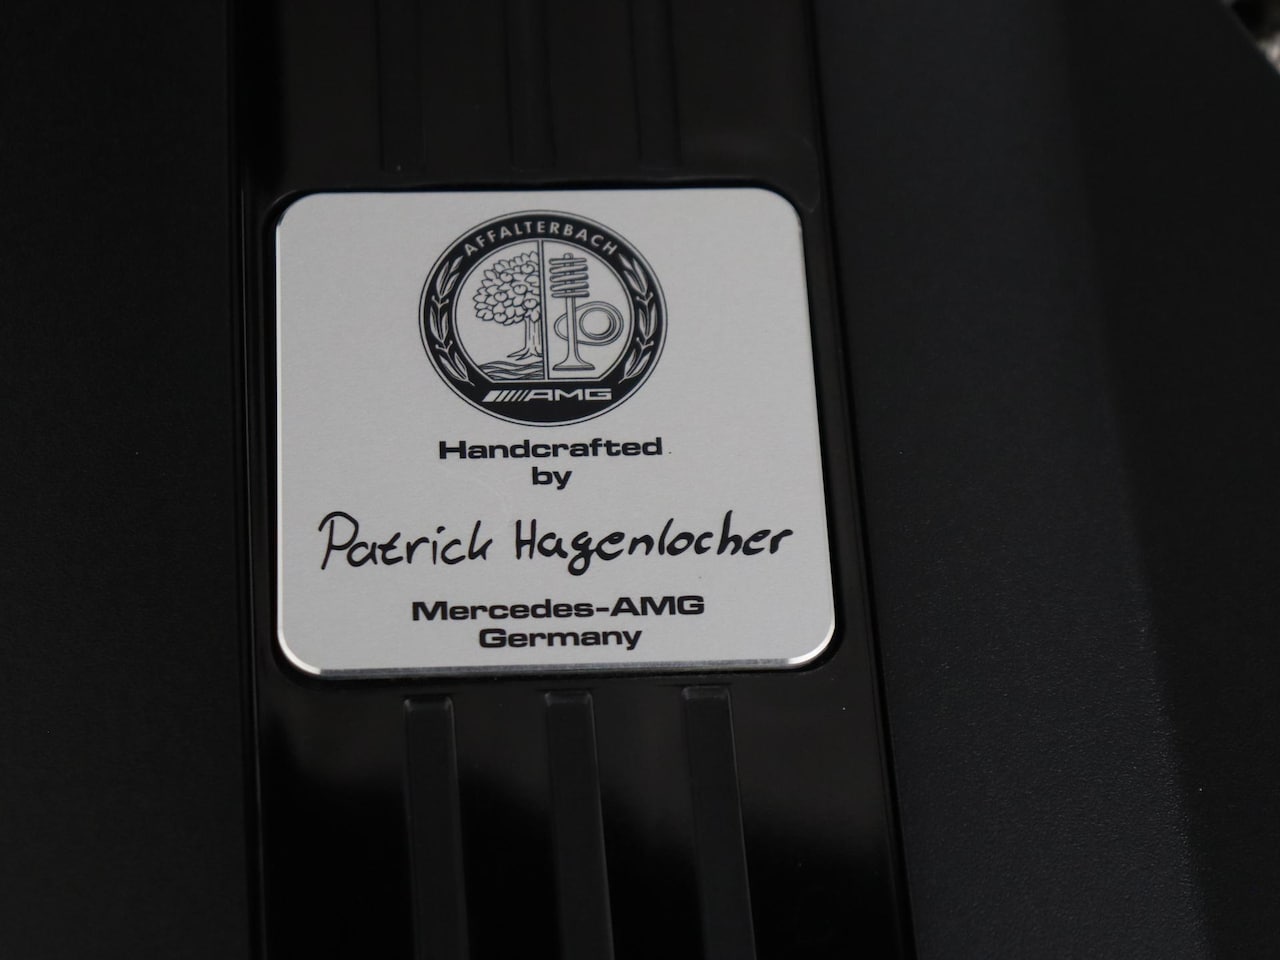 AFFALTERBACH
AMG
Handcrafted
by
Patrick Hagenlocher
Mercedes-AMG
Germany